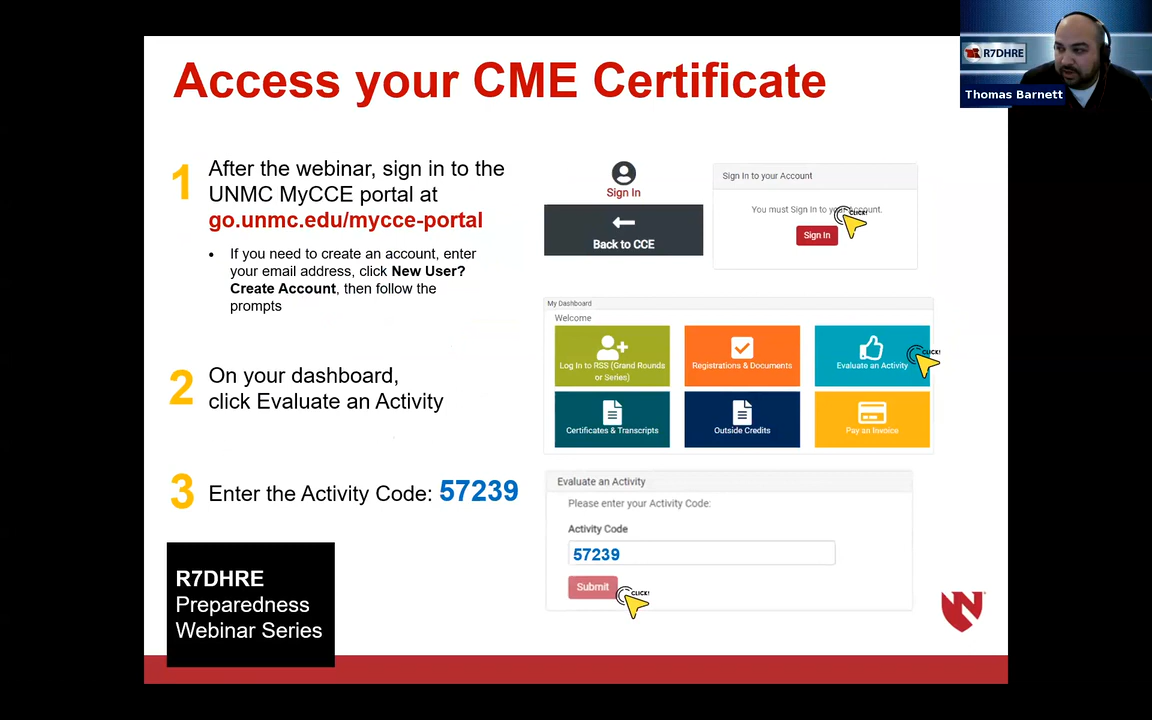 Access your CME Certificate
R7DHRE
Thomas Barnett
1
After the webinar, sign in to the
UNMC MyCCE portal at
go.unmc.edu/mycce-portal
• If you need to create an account, enter
your email address, click New User?
Create Account, then follow the
prompts
Sign In
Back to CCE
Sign In to your Account
You must Sign In to your Account.
CLICK!
Sign In
2
On your dashboard,
click Evaluate an Activity
My Dashboard
Welcome
Log In to RSS (Grand Rounds
or Series)
Registrations & Documents
Evaluate an Activity
CLICK!
Certificates & Transcripts
Outside Credits
Pay an Invoice
3
Enter the Activity Code: 57239
Evaluate an Activity
Please enter your Activity Code:
Activity Code
57239
Submit
CLICK!
R7DHRE
Preparedness
Webinar Series
N